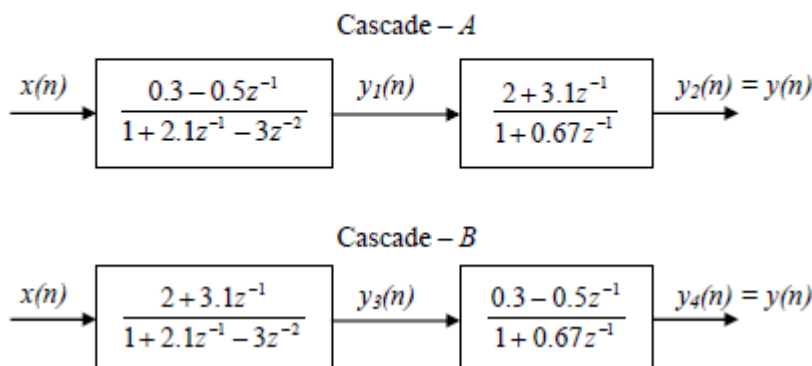 Cascade – A
x(n) 0.3 – 0.5z⁻¹ y₁(n) 2 + 3.1z⁻¹ y₂(n) = y(n)
1 + 2.1z⁻¹ – 3z⁻² 1 + 0.67z⁻¹
Cascade – B
x(n) 2 + 3.1z⁻¹ y₃(n) 0.3 – 0.5z⁻¹ y₄(n) = y(n)
1 + 2.1z⁻¹ – 3z⁻² 1 + 0.67z⁻¹